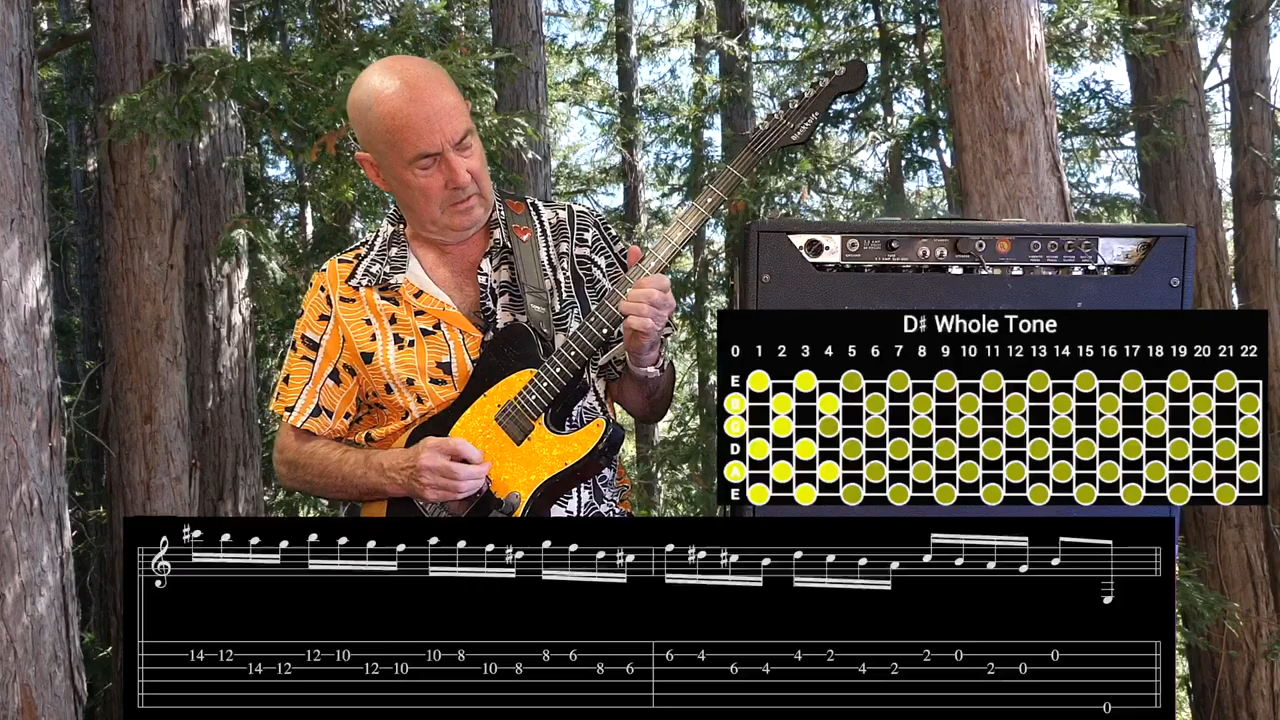 D♯ Whole Tone
0 1 2 3 4 5 6 7 8 9 10 11 12 13 14 15 16 17 18 19 20 21 22
E
B
G
D
A
E
14 12 12 10 10 8 8 6 6 4 4 2 2 0 0
14 12 12 10 10 8 8 6 6 4 4 2 2 0
0